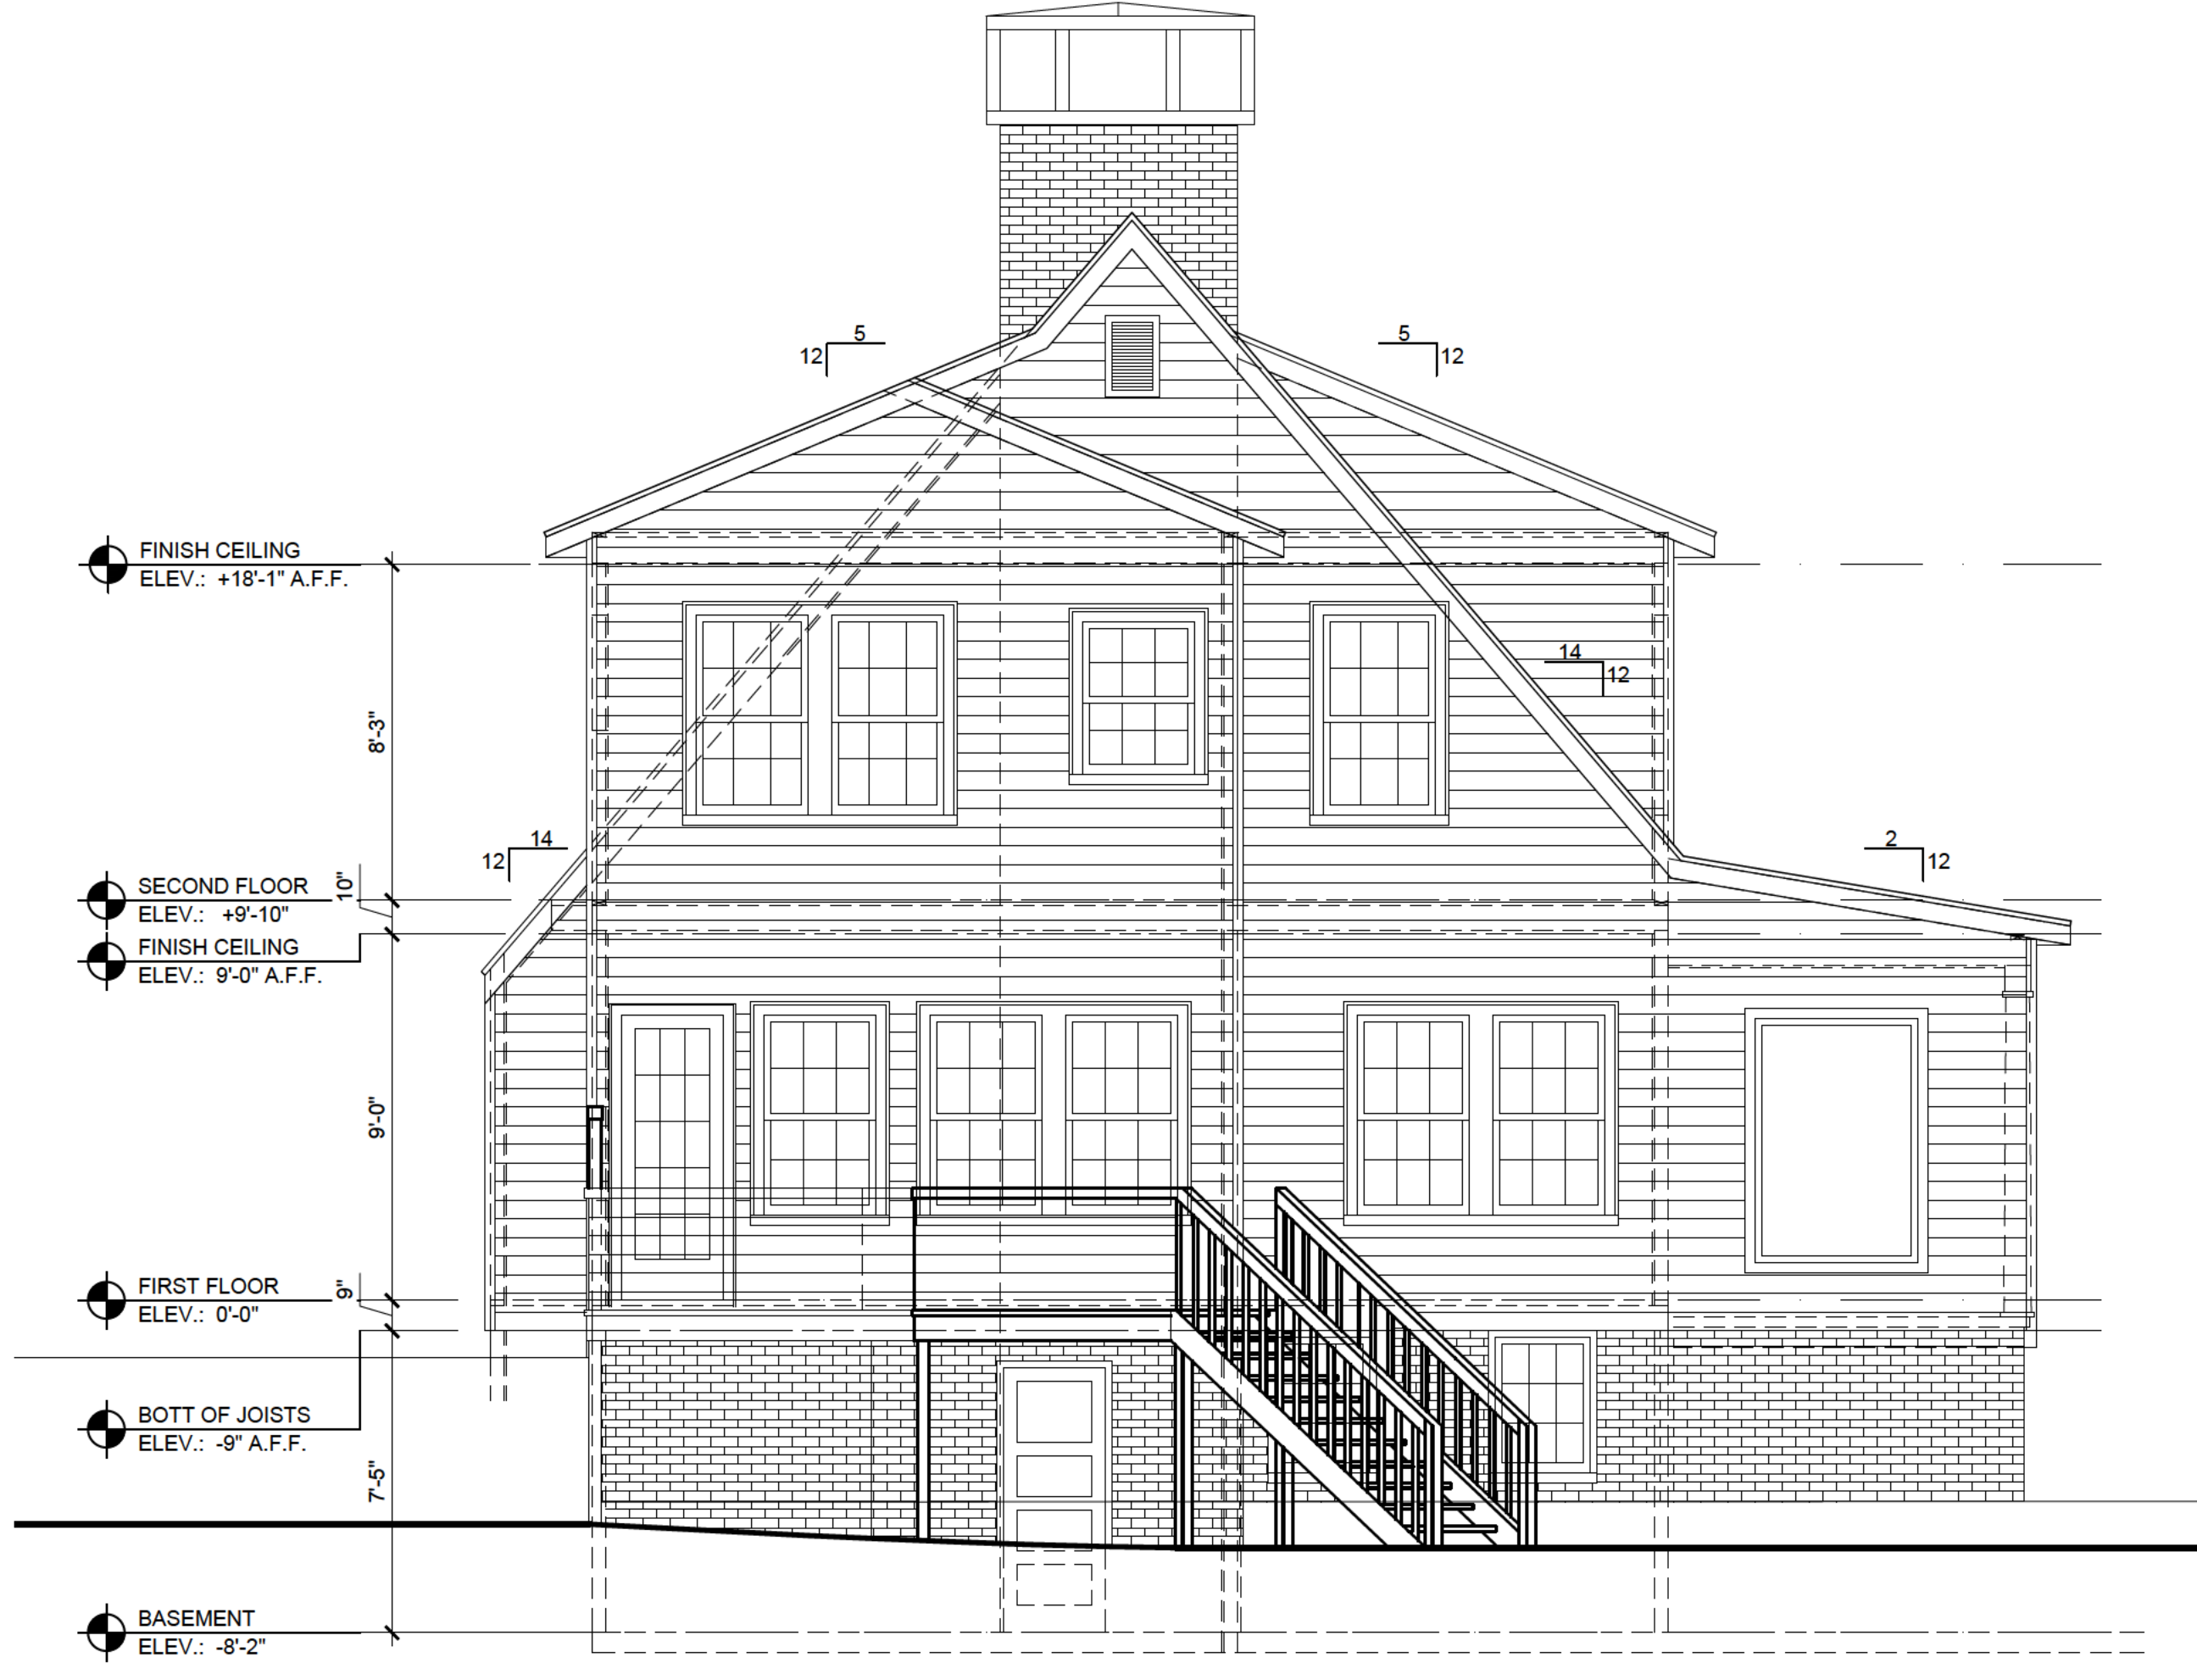 5
12
5
12
FINISH CEILING
ELEV.: +18'-1" A.F.F.
14
12
8'-3"
14
12
2
12
SECOND FLOOR
10"
ELEV.: +9'-10"
FINISH CEILING
ELEV.: 9'-0" A.F.F.
9'-0"
FIRST FLOOR
9"
ELEV.: 0'-0"
BOTT OF JOISTS
ELEV.: -9" A.F.F.
7'-5"
BASEMENT
ELEV.: -8'-2"